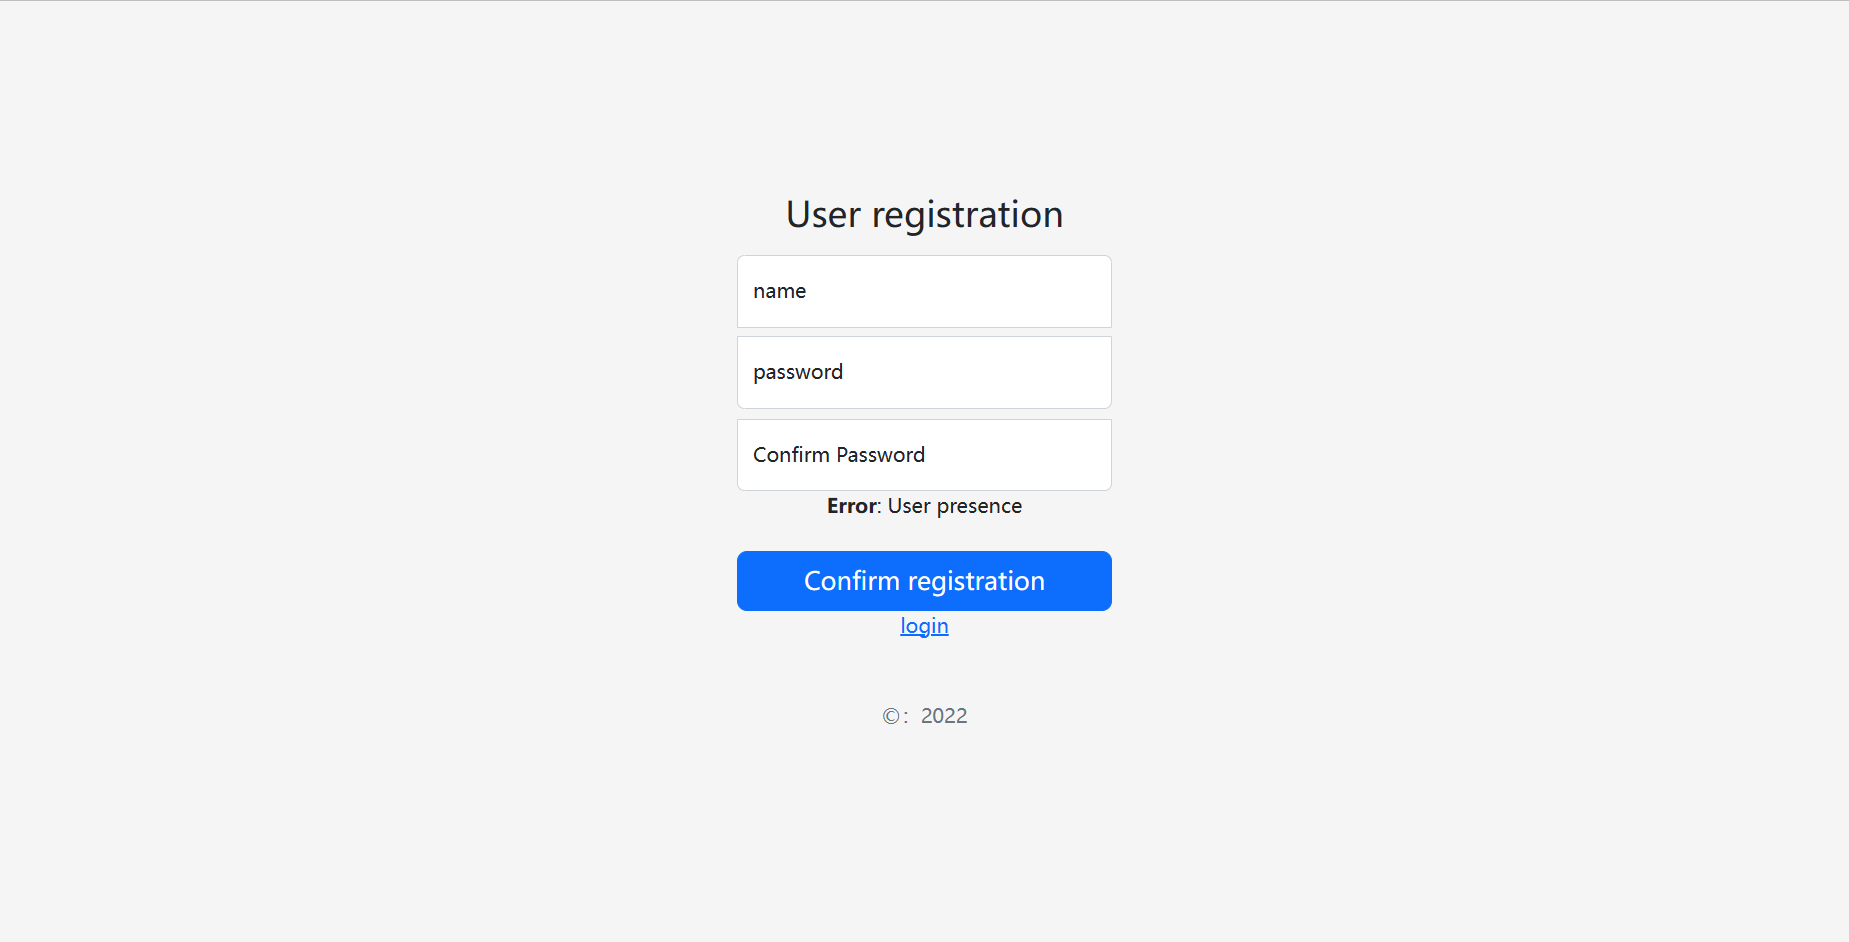 User registration
name
password
Confirm Password
Error: User presence
Confirm registration
login
©：2022